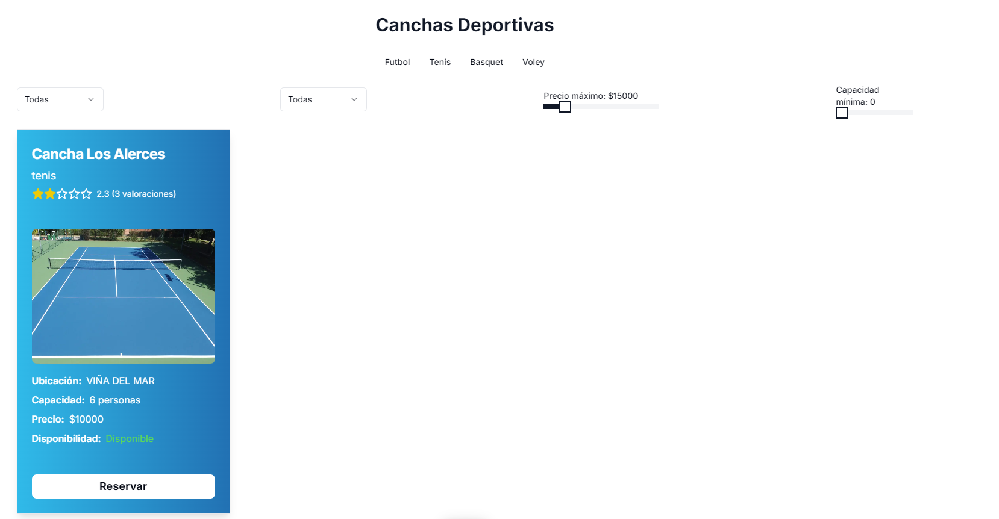 Canchas Deportivas
Futbol Tenis Basquet Voley
Todas
Todas
Precio máximo: $15000
Capacidad
mínima: 0
Cancha Los Alerces
tenis
2.3 (3 valoraciones)
Ubicación: VIÑA DEL MAR
Capacidad: 6 personas
Precio: $10000
Disponibilidad: Disponible
Reservar